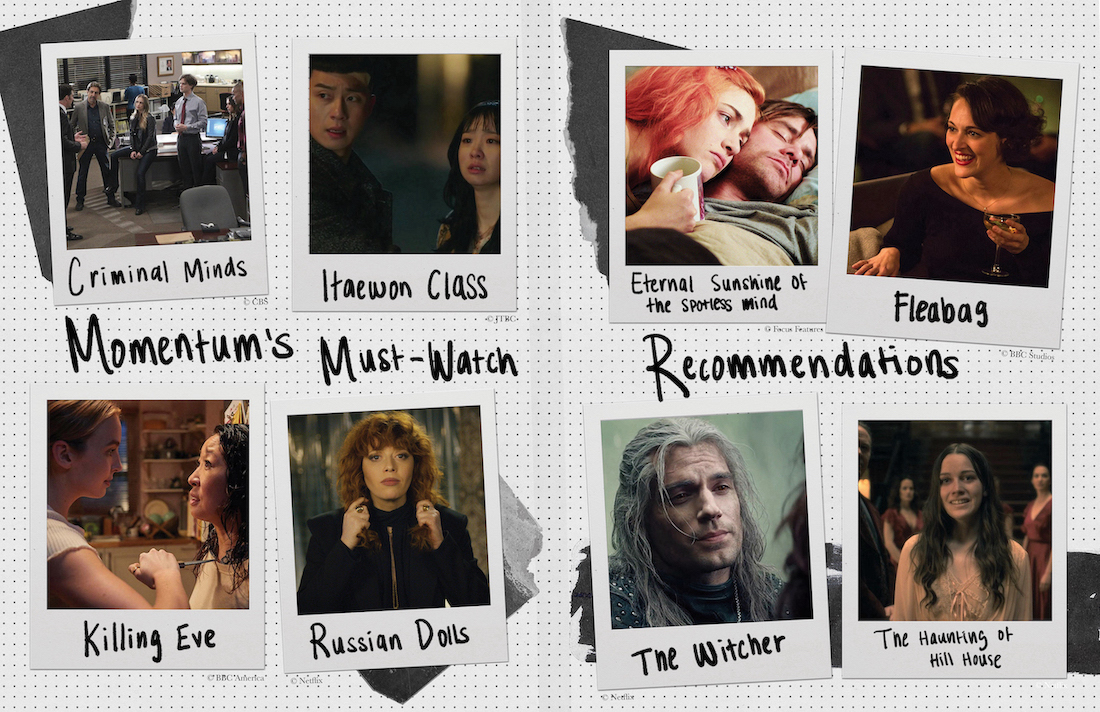 Criminal Minds
© CBS
Itaewon Class
© JTBC
Eternal Sunshine of
the spotless mind
© Focus Features
Fleabag
© BBC Studios
Momentum's
Must-Watch
Recommendations
Killing Eve
© BBC America
Russian Dolls
© Netflix
The Witcher
© Netflix
The Haunting of
Hill House